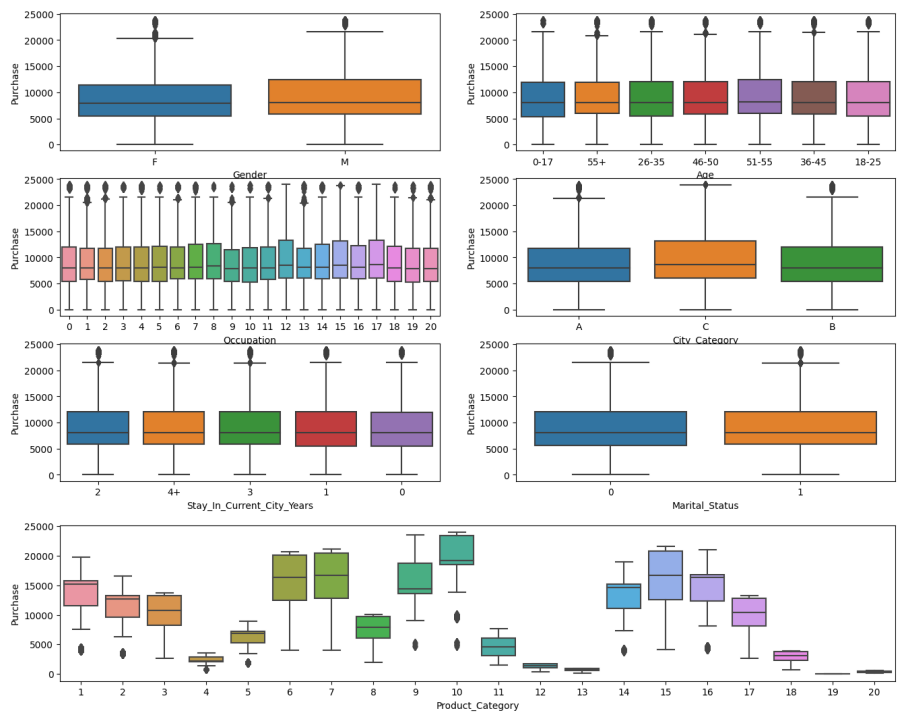 25000
20000
15000
10000
5000
0
Purchase
F M
Gender
25000
20000
15000
10000
5000
0
Purchase
0-17 55+ 26-35 46-50 51-55 36-45 18-25
Age
25000
20000
15000
10000
5000
0
Purchase
0 1 2 3 4 5 6 7 8 9 10 11 12 13 14 15 16 17 18 19 20
Occupation
25000
20000
15000
10000
5000
0
Purchase
A C B
City_Category
25000
20000
15000
10000
5000
0
Purchase
2 4+ 3 1 0
Stay_In_Current_City_Years
25000
20000
15000
10000
5000
0
Purchase
0 1
Marital_Status
25000
20000
15000
10000
5000
0
Purchase
1 2 3 4 5 6 7 8 9 10 11 12 13 14 15 16 17 18 19 20
Product_Category